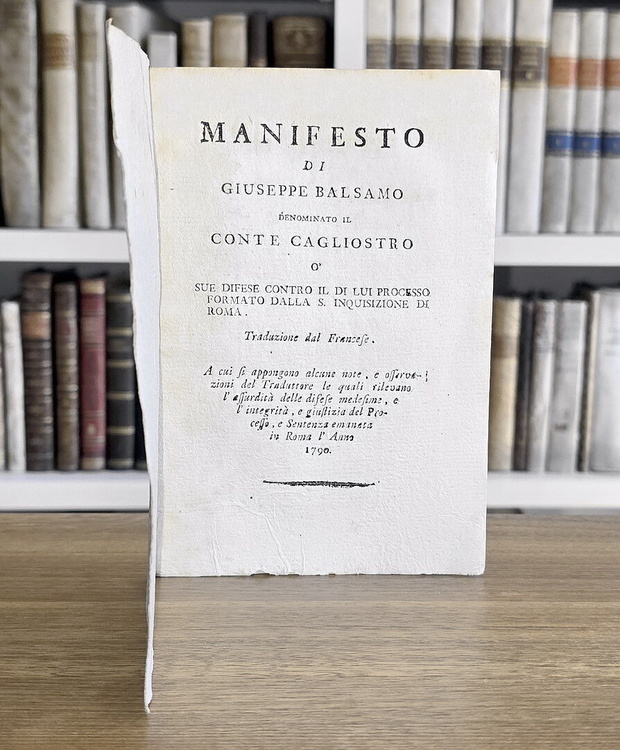 MANIFESTO
DI
GIUSEPPE BALSAMO
DENOMINATO IL
CONTE CAGLIOSTRO
O'
SUE DIFESE CONTRO IL DI LUI PROCESSO
FORMATO DALLA S. INQUISIZIONE DI
ROMA.
Traduzione dal Franceſe.
A cui ſi appongono alcune note, e oſſerva-
zioni del Traduttore le quali rilevano
l'aſſurdità delle difeſe medeſime, e
l'integrità, e giuſtizia del Pro-
ceſſo, e Sentenza emanata
in Roma l'Anno
1790.